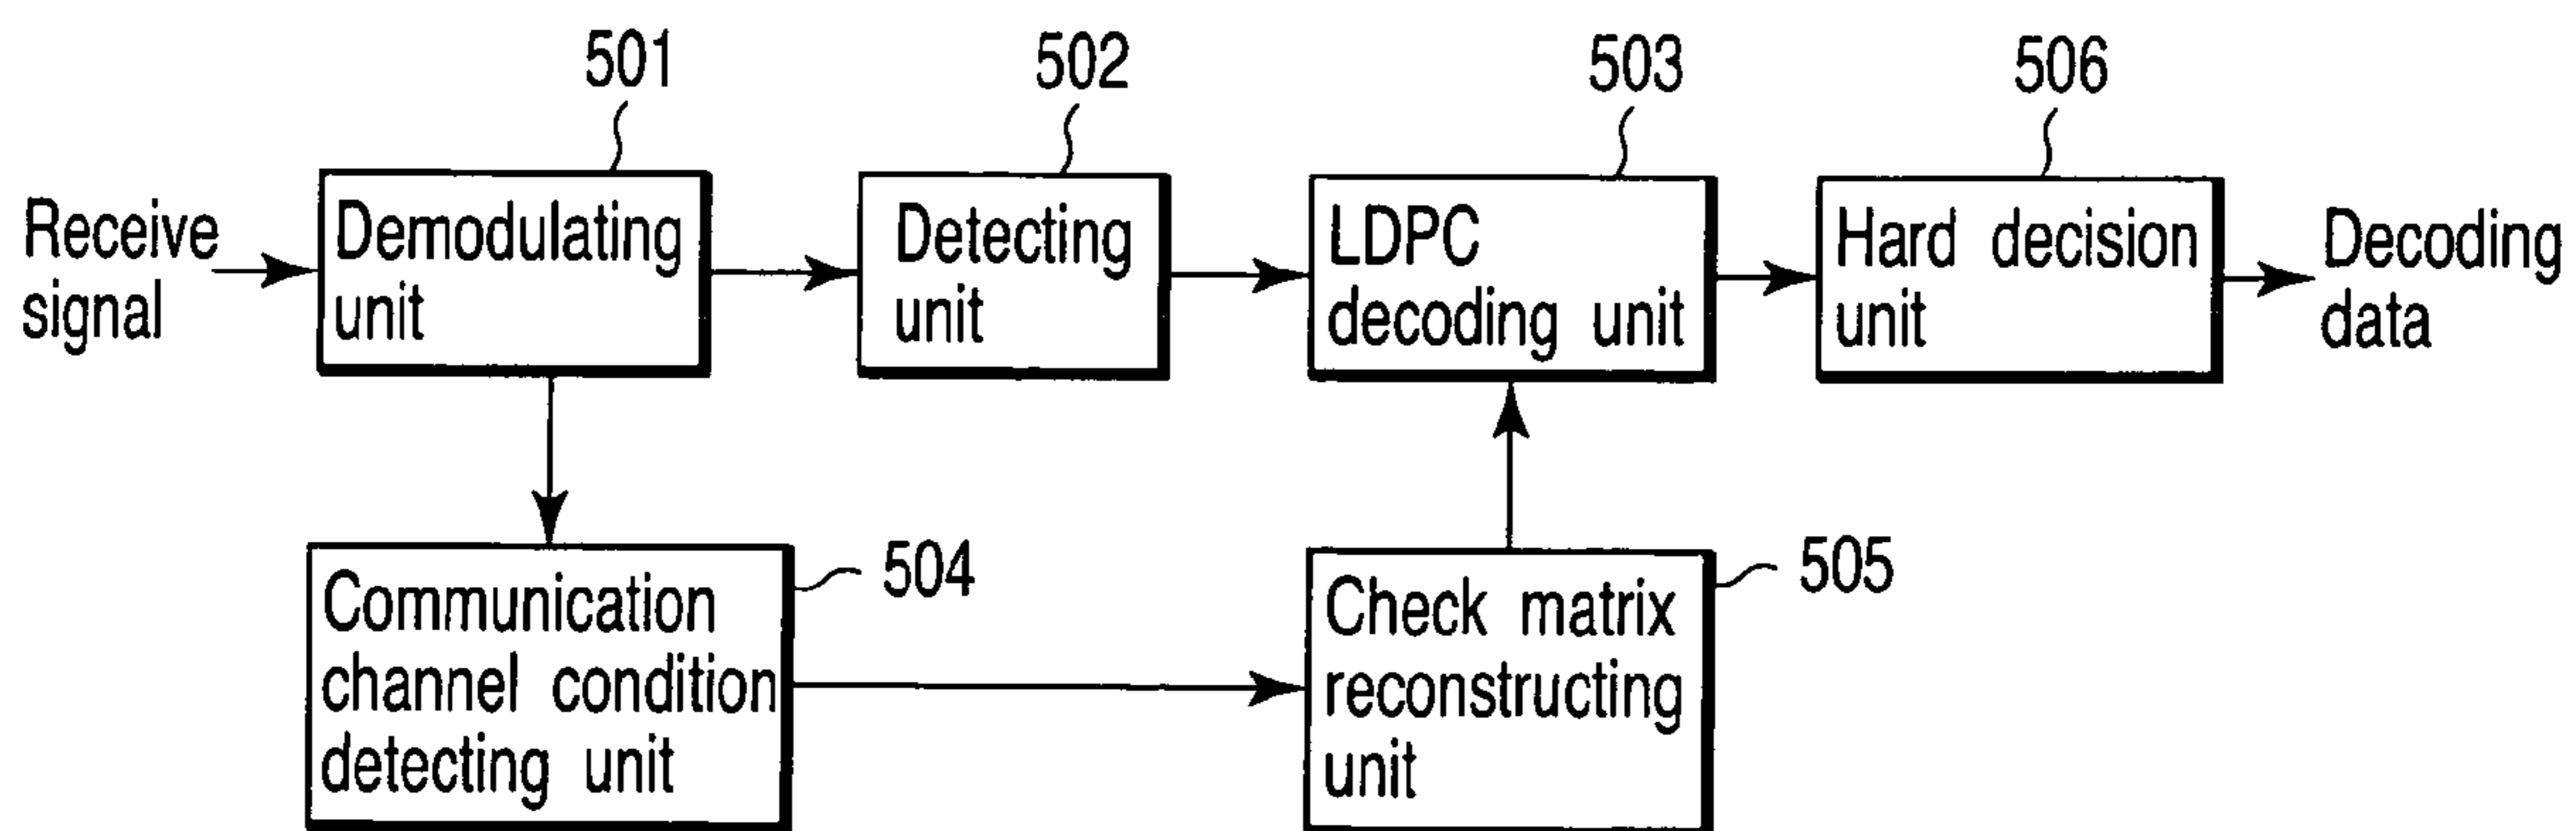 501
502
503
506
Receive
signal
Demodulating
unit
Detecting
unit
LDPC
decoding unit
Hard decision
unit
Decoding
data
Communication
channel condition
detecting unit
504
Check matrix
reconstructing
unit
505